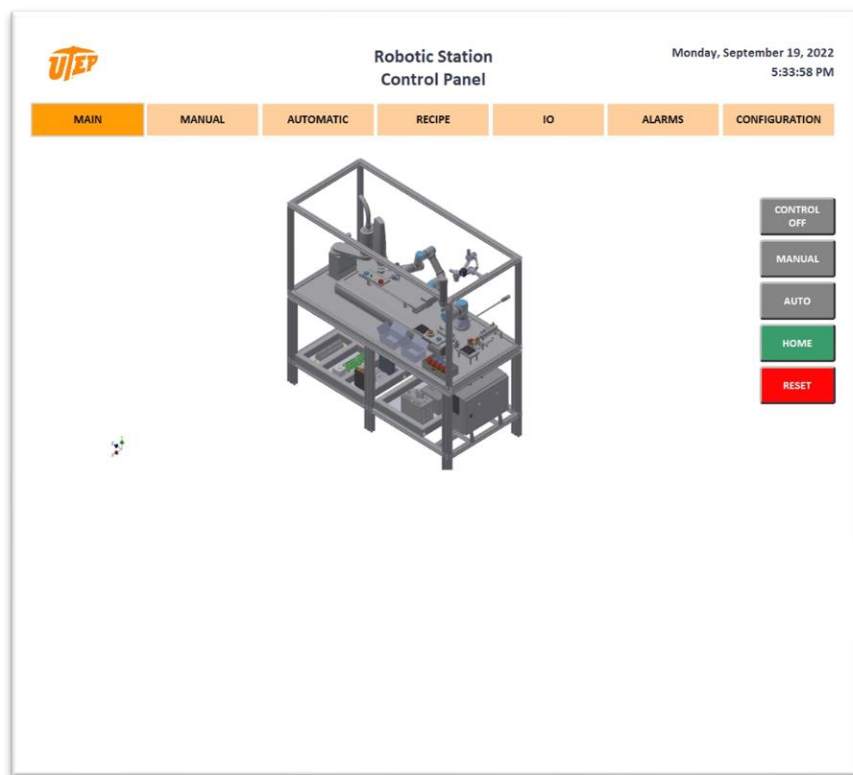 UTEP
Robotic Station
Control Panel
Monday, September 19, 2022
5:33:58 PM
MAIN
MANUAL
AUTOMATIC
RECIPE
IO
ALARMS
CONFIGURATION
CONTROL
OFF
MANUAL
AUTO
HOME
RESET